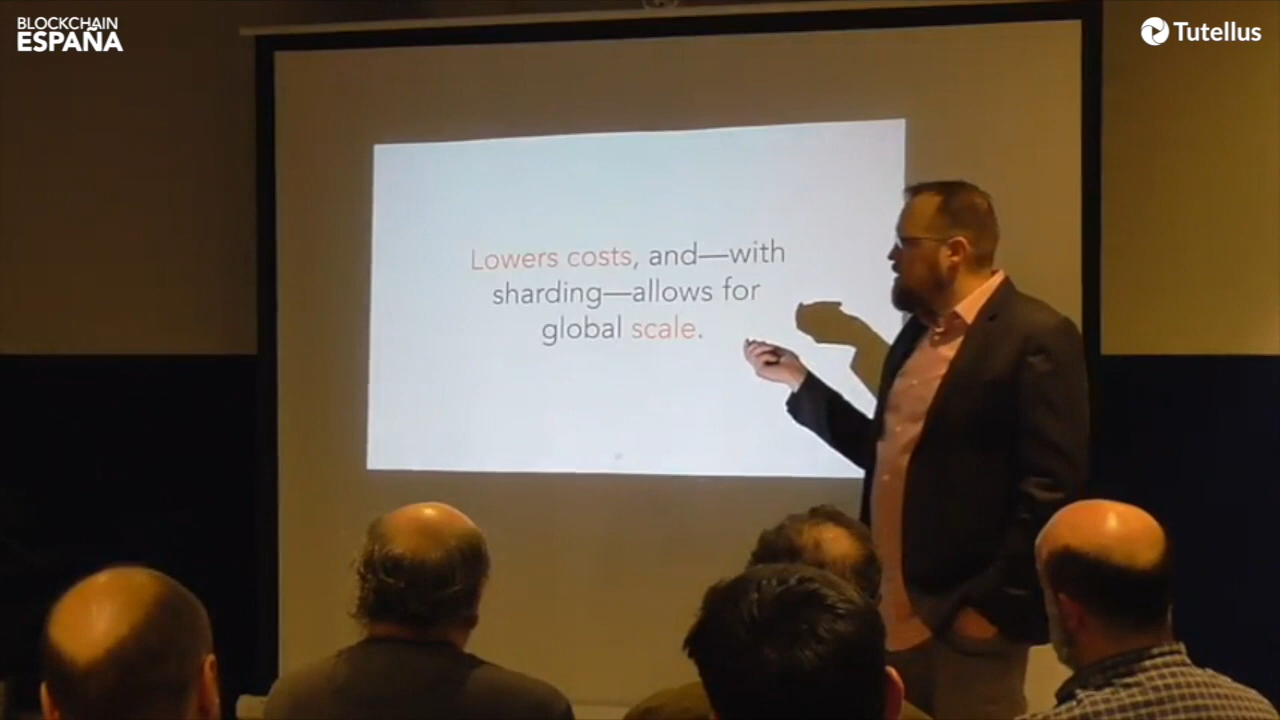 BLOCKCHAIN
ESPAÑA
Tutellus
Lowers costs, and—with
sharding—allows for
global scale.